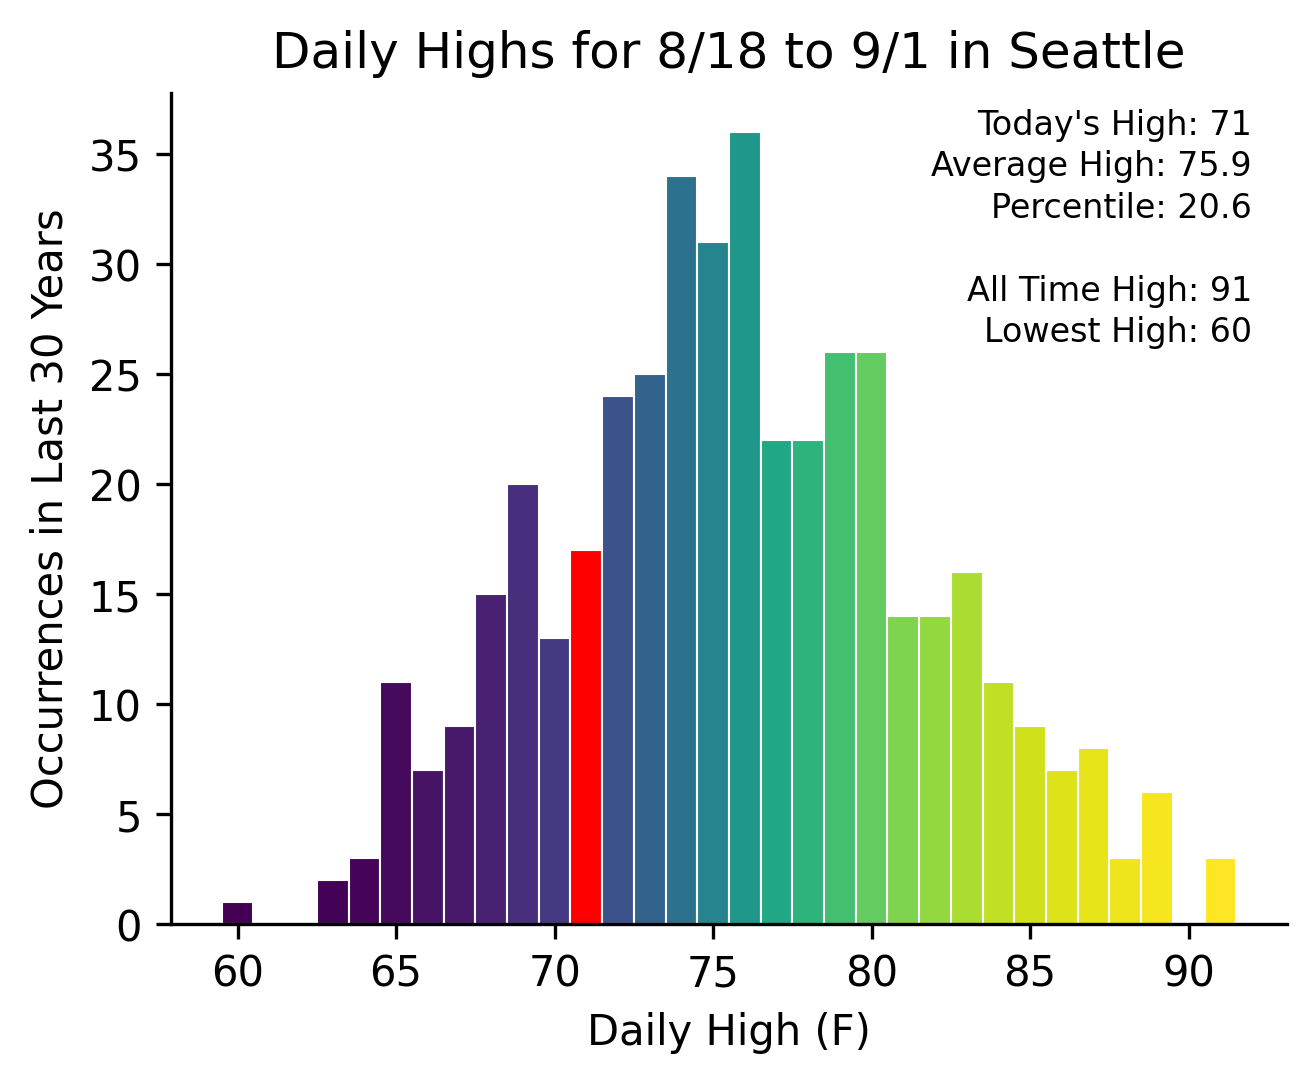 Daily Highs for 8/18 to 9/1 in Seattle
Today's High: 71
Average High: 75.9
Percentile: 20.6
All Time High: 91
Lowest High: 60
Occurrences in Last 30 Years
35
30
25
20
15
10
5
0
60 65 70 75 80 85 90
Daily High (F)